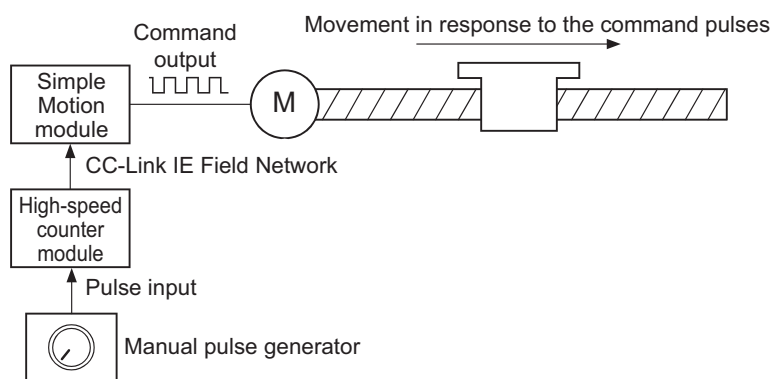 Movement in response to the command pulses
Command
output
Simple
Motion
module
M
CC-Link IE Field Network
High-speed
counter
module
Pulse input
Manual pulse generator